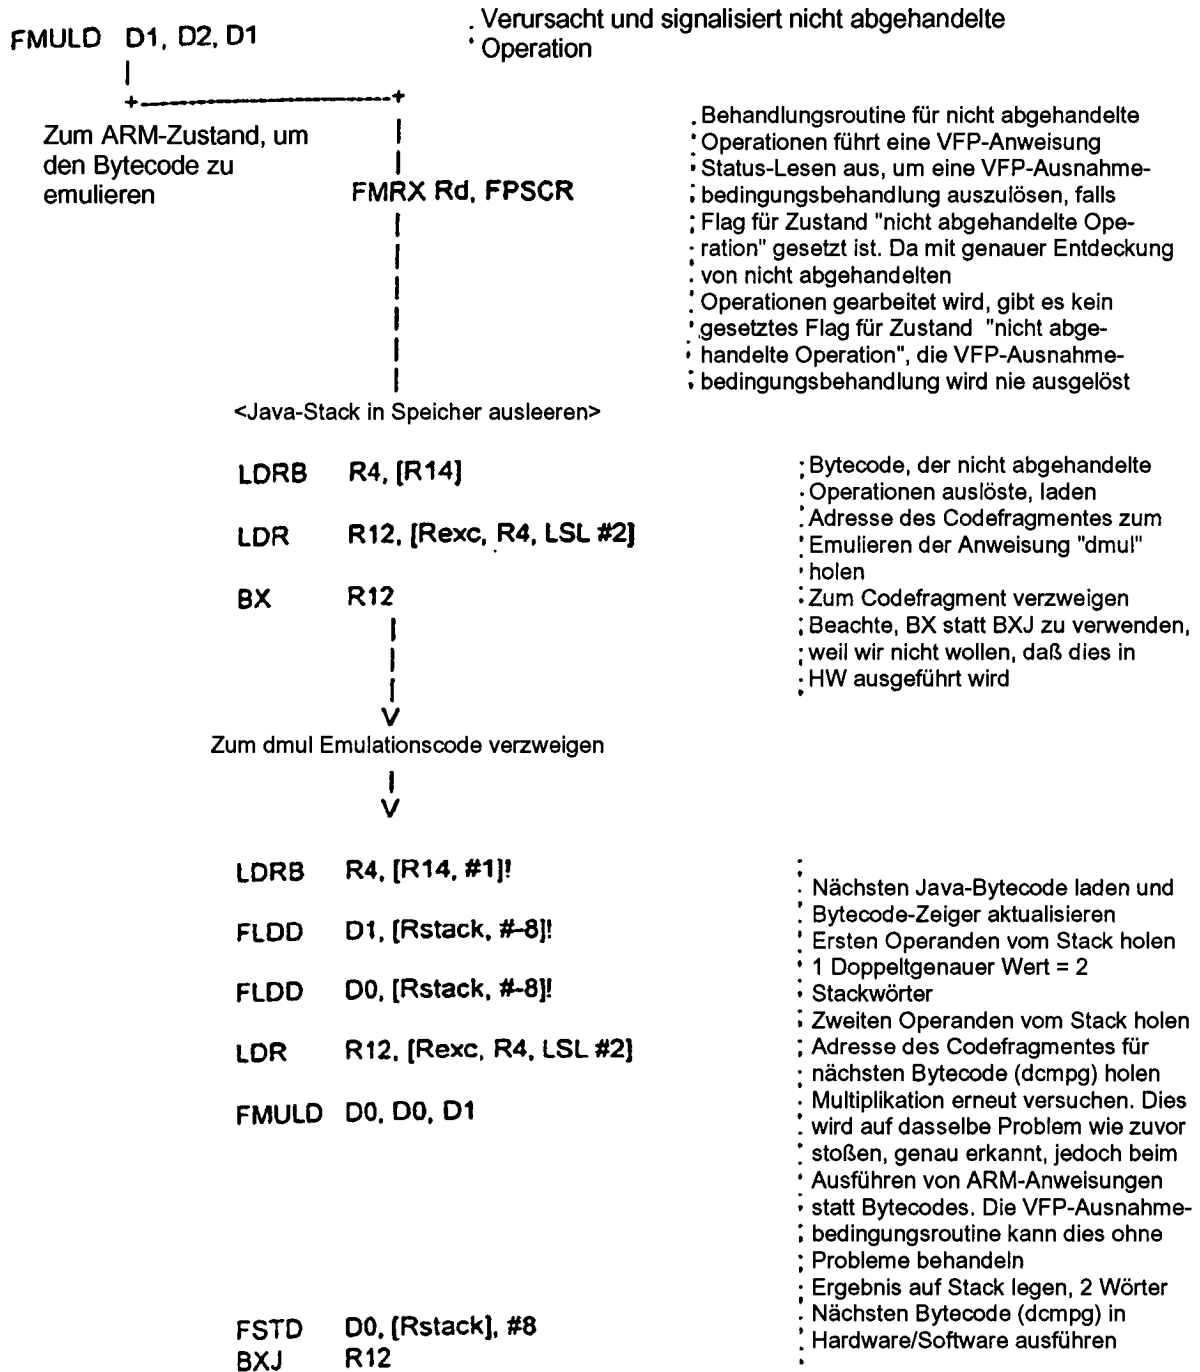 FMULD D1, D2, D1
; Verursacht und signalisiert nicht abgehandelte
; Operation
Zum ARM-Zustand, um
den Bytecode zu
emulieren
FMRX Rd, FPSCR
; Behandlungsroutine für nicht abgehandelte
; Operationen führt eine VFP-Anweisung
; Status-Lesen aus, um eine VFP-Ausnahme-
; bedingungsbehandlung auszulösen, falls
; Flag für Zustand "nicht abgehandelte Ope-
; ration" gesetzt ist. Da mit genauer Entdeckung
; von nicht abgehandelten
; Operationen gearbeitet wird, gibt es kein
; gesetztes Flag für Zustand "nicht abge-
; handelte Operation", die VFP-Ausnahme-
; bedingungsbehandlung wird nie ausgelöst
<Java-Stack in Speicher ausleeren>
LDRB R4, [R14]
LDR R12, [Rexc, R4, LSL #2]
BX R12
; Bytecode, der nicht abgehandelte
; Operationen auslöste, laden
; Adresse des Codefragmentes zum
; Emulieren der Anweisung "dmul"
; holen
; Zum Codefragment verzweigen
; Beachte, BX statt BXJ zu verwenden,
; weil wir nicht wollen, daß dies in
; HW ausgeführt wird
Zum dmul Emulationscode verzweigen
LDRB R4, [R14, #1]!
FLDD D1, [Rstack, #-8]!
FLDD D0, [Rstack, #-8]!
LDR R12, [Rexc, R4, LSL #2]
FMULD D0, D0, D1
; Nächsten Java-Bytecode laden und
; Bytecode-Zeiger aktualisieren
; Ersten Operanden vom Stack holen
; 1 Doppeltgenauer Wert = 2
; Stackwörter
; Zweiten Operanden vom Stack holen
; Adresse des Codefragmentes für
; nächsten Bytecode (dcmpg) holen
; Multiplikation erneut versuchen. Dies
; wird auf dasselbe Problem wie zuvor
; stoßen, genau erkannt, jedoch beim
; Ausführen von ARM-Anweisungen
; statt Bytecodes. Die VFP-Ausnahme-
; bedingungsroutine kann dies ohne
; Probleme behandeln
; Ergebnis auf Stack legen, 2 Wörter
; Nächsten Bytecode (dcmpg) in
; Hardware/Software ausführen
FSTD D0, [Rstack], #8
BXJ R12